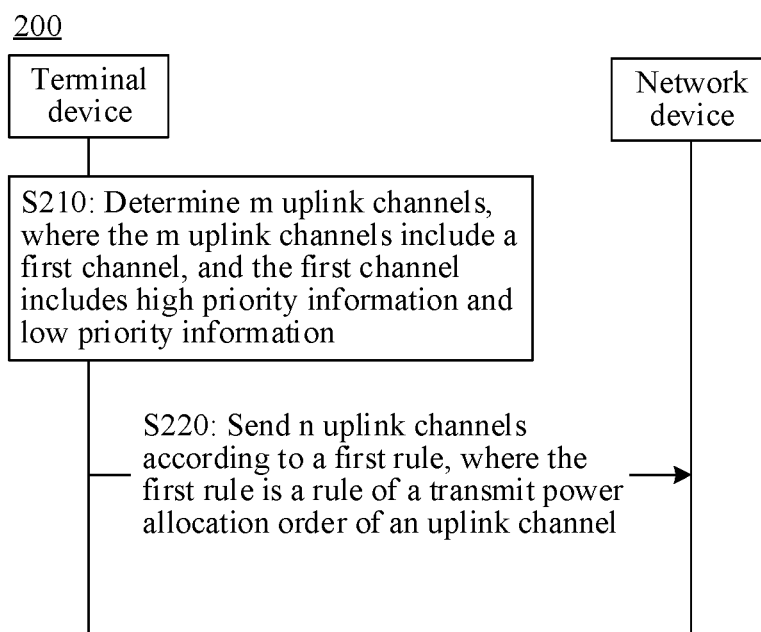 200
Terminal
device
Network
device
S210: Determine m uplink channels,
where the m uplink channels include a
first channel, and the first channel
includes high priority information and
low priority information
S220: Send n uplink channels
according to a first rule, where the
first rule is a rule of a transmit power
allocation order of an uplink channel